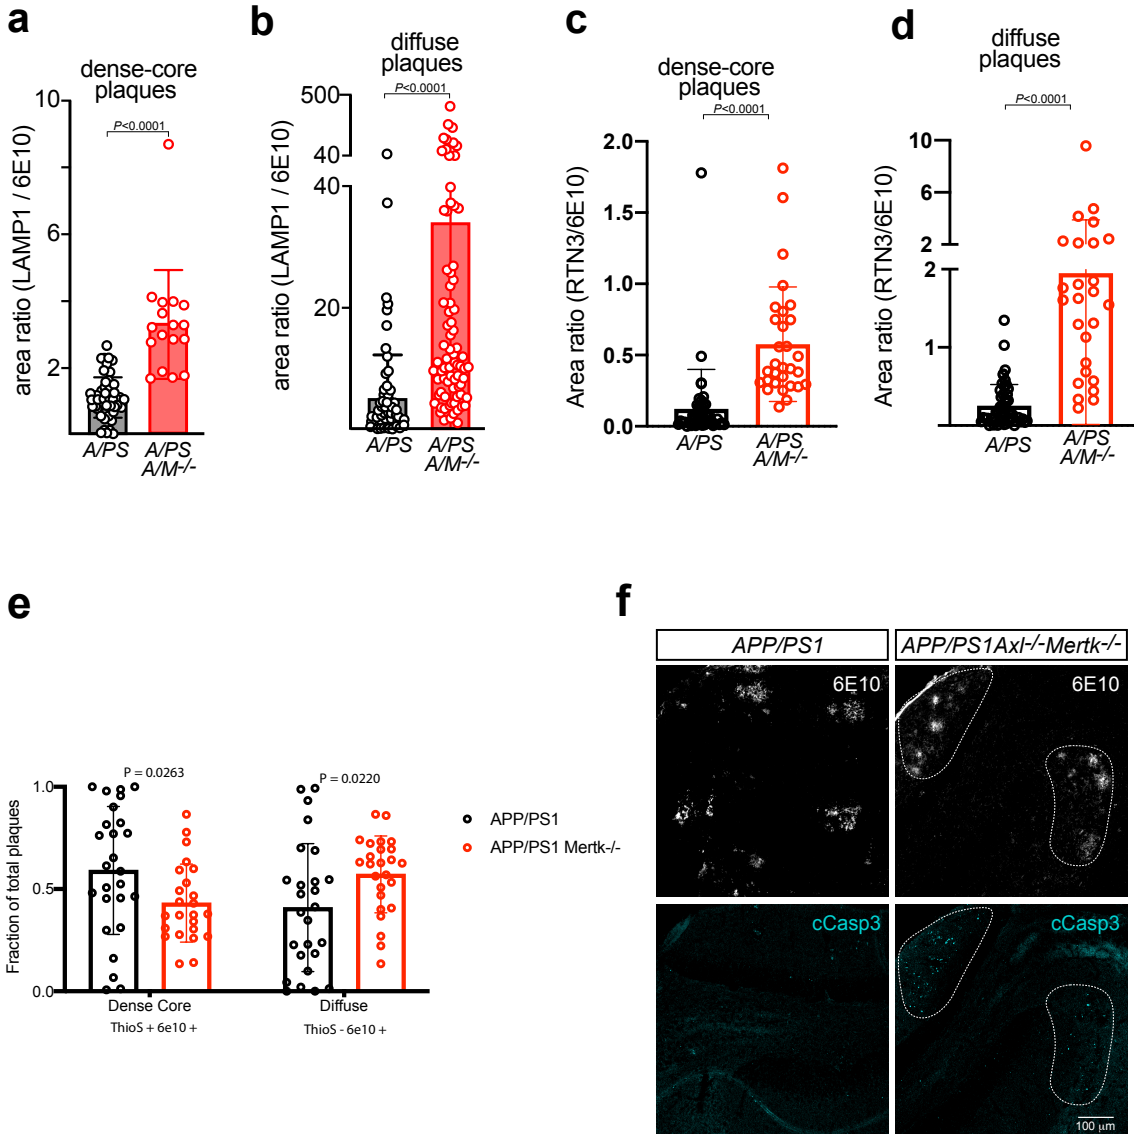 a
dense-core
plaques
P<0.0001
area ratio (LAMP1 / 6E10)
10
6
2
A/PS
A/PS
A/M-/-
b
diffuse
plaques
P<0.0001
area ratio (LAMP1 / 6E10)
500
40
40
20
A/PS
A/PS
A/M-/-
c
dense-core
plaques
P<0.0001
Area ratio (RTN3/6E10)
2.0
1.5
1.0
0.5
0.0
A/PS
A/PS
A/M-/-
d
diffuse
plaques
P<0.0001
Area ratio (RTN3/6E10)
10
6
2
2
1
A/PS
A/PS
A/M-/-
e
P = 0.0263
P = 0.0220
Fraction of total plaques
1.0
0.5
0.0
Dense Core
ThioS + 6e10 +
Diffuse
ThioS - 6e10 +
APP/PS1
APP/PS1 Mertk-/-
f
APP/PS1
APP/PS1Axl-/-Mertk-/-
6E10
6E10
cCasp3
cCasp3
100 µm